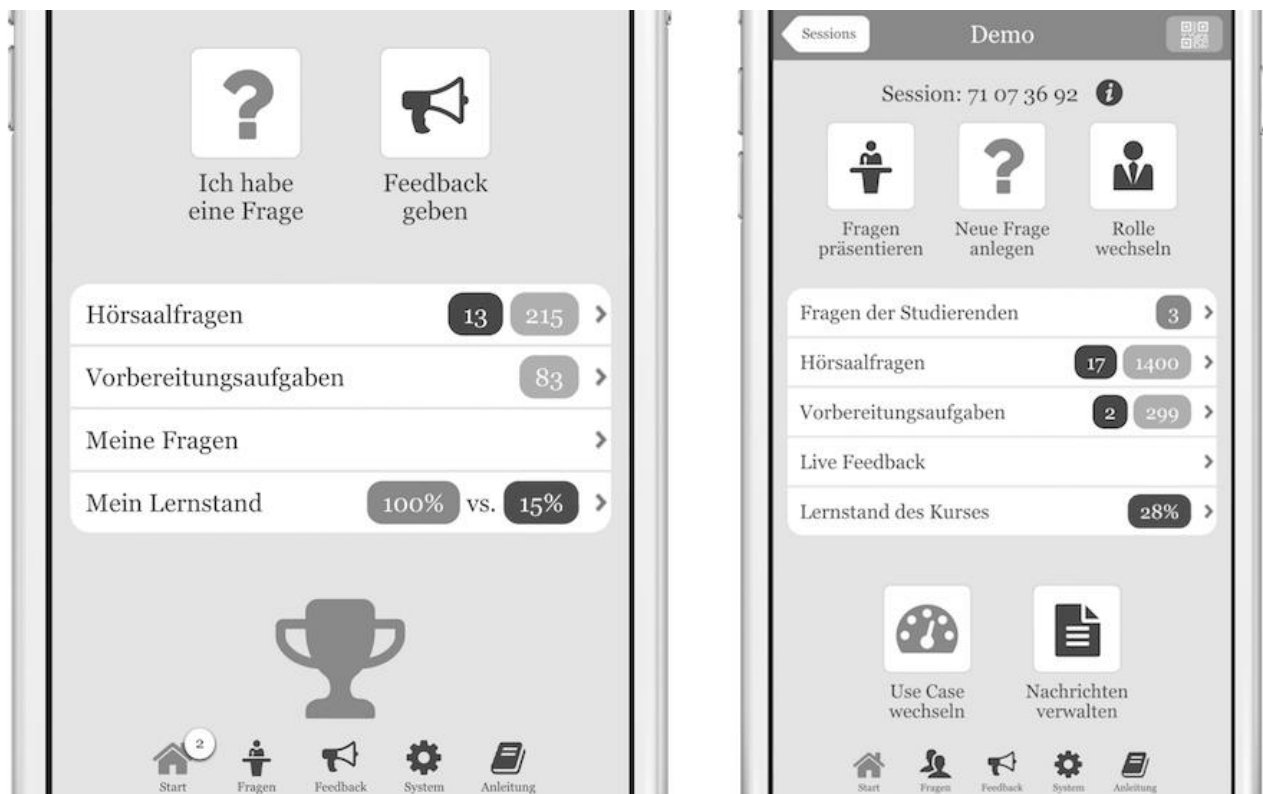 Ich habe
eine Frage
Feedback
geben
Hörsaalfragen 13 215
Vorbereitungsaufgaben 83
Meine Fragen
Mein Lernstand 100% vs. 15%
2
Start Fragen Feedback System Anleitung
Sessions Demo
Session: 71 07 36 92 i
Fragen
präsentieren
Neue Frage
anlegen
Rolle
wechseln
Fragen der Studierenden 3
Hörsaalfragen 17 1400
Vorbereitungsaufgaben 2 299
Live Feedback
Lernstand des Kurses 28%
Use Case
wechseln
Nachrichten
verwalten
Start Fragen Feedback System Anleitung